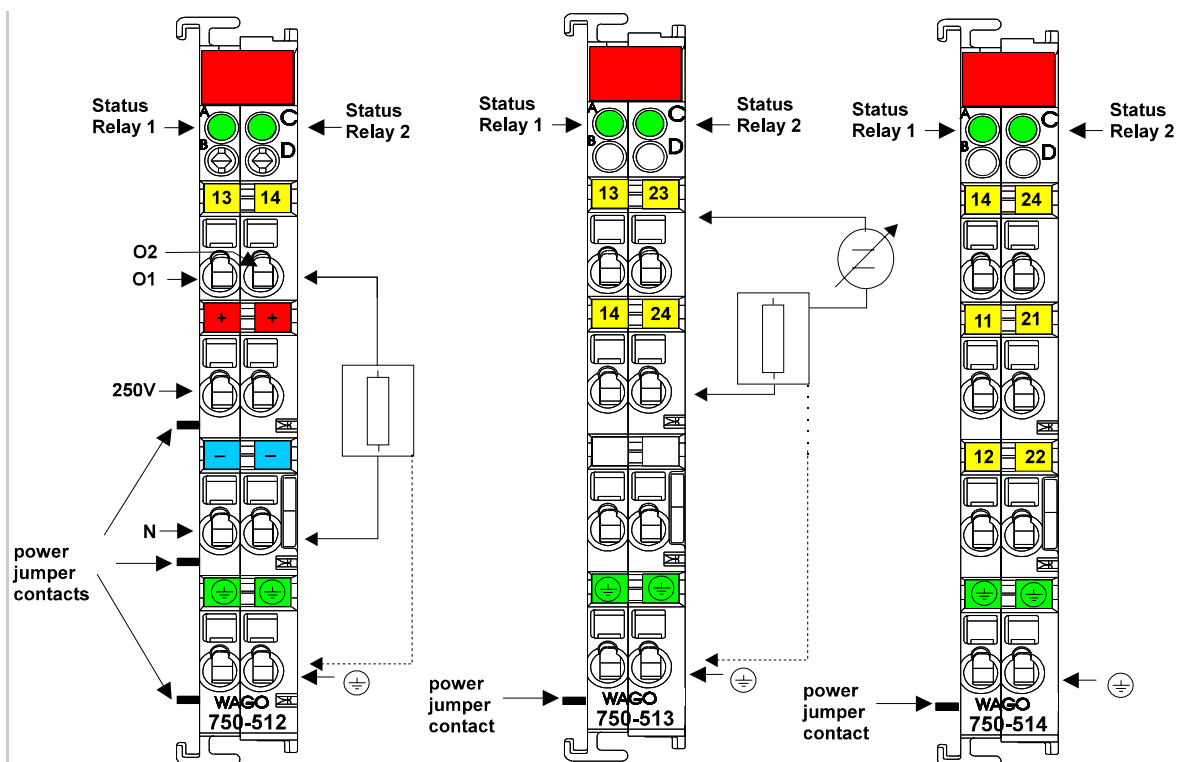 Status
Relay 1
A
B
C
D
Status
Relay 2
13 14
O2
O1
+ +
250V
– –
N
power
jumper
contacts
WAGO
750-512
Status
Relay 1
A
B
C
D
Status
Relay 2
13 23
14 24
power
jumper
contact
WAGO
750-513
Status
Relay 1
A
B
C
D
Status
Relay 2
14 24
11 21
12 22
power
jumper
contact
WAGO
750-514